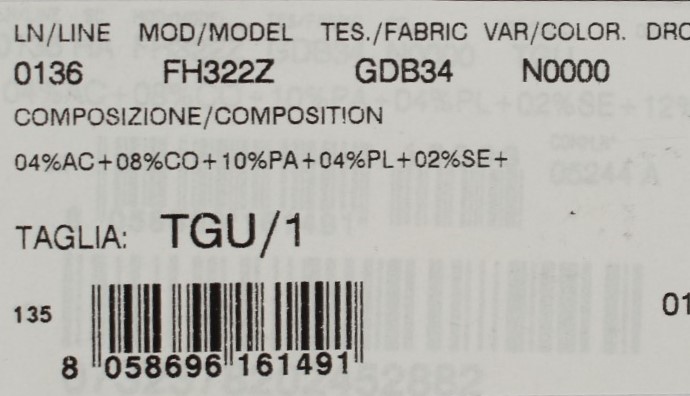 LN/LINE MOD/MODEL TES./FABRIC VAR/COLOR. DRO
0136 FH322Z GDB34 N0000
COMPOSIZIONE/COMPOSITION
04%AC+08%CO+10%PA+04%PL+02%SE+
TAGLIA: TGU/1
135 01
8 058696 161491